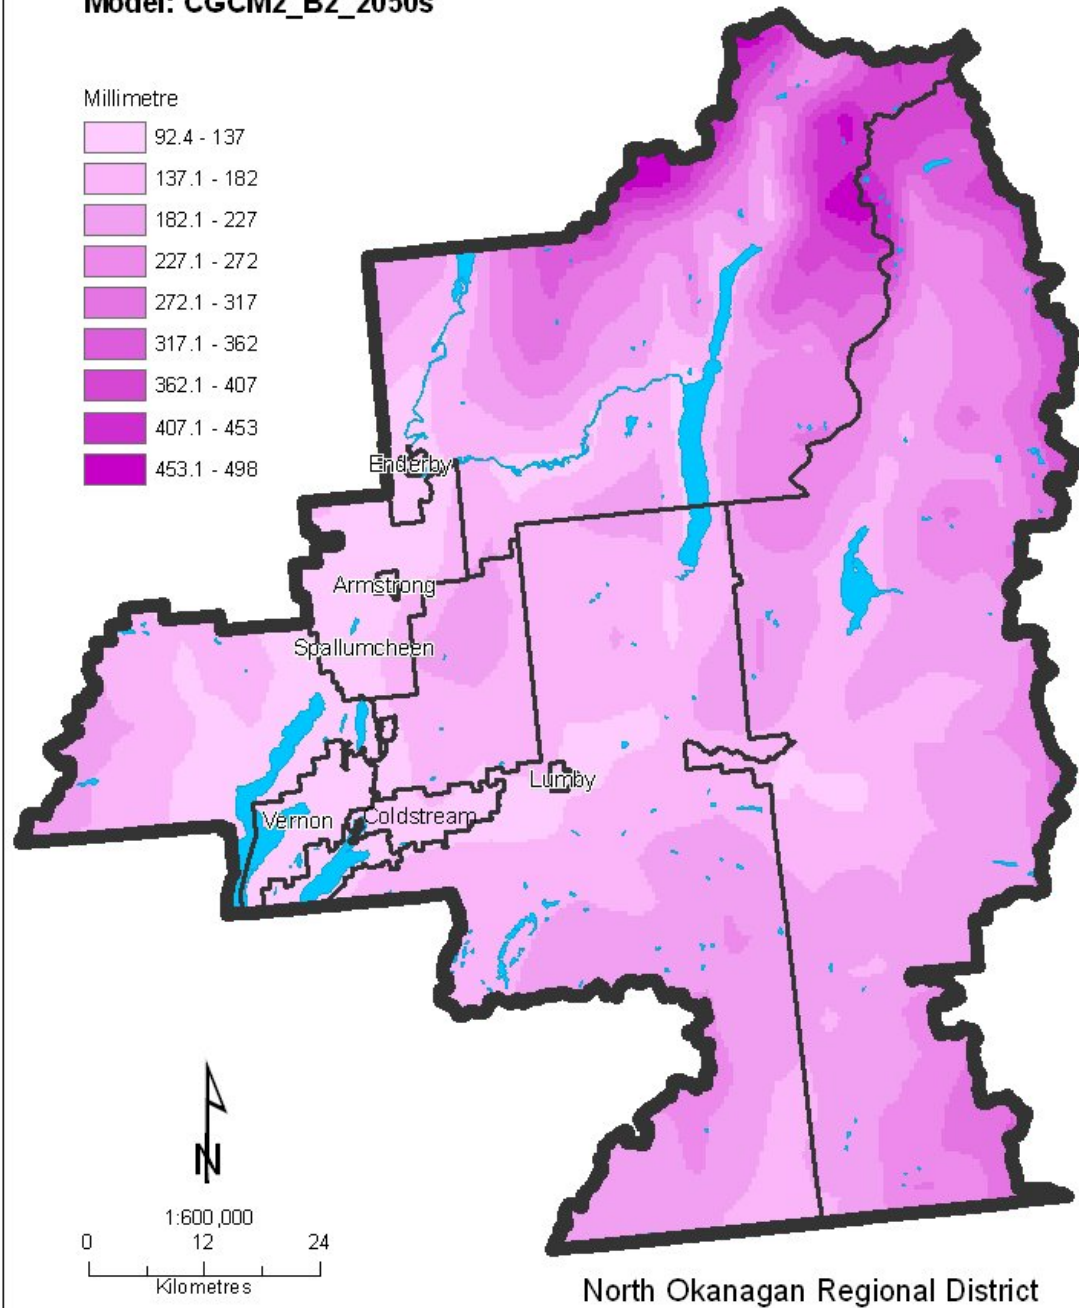 Model: CGCM2_B2_2050s
Millimetre
92.4 - 137
137.1 - 182
182.1 - 227
227.1 - 272
272.1 - 317
317.1 - 362
362.1 - 407
407.1 - 453
453.1 - 498
Enderby
Armstrong
Spallumcheen
Lumby
Vernon
Coldstream
N
1:600,000
0 12 24
Kilometres
North Okanagan Regional District